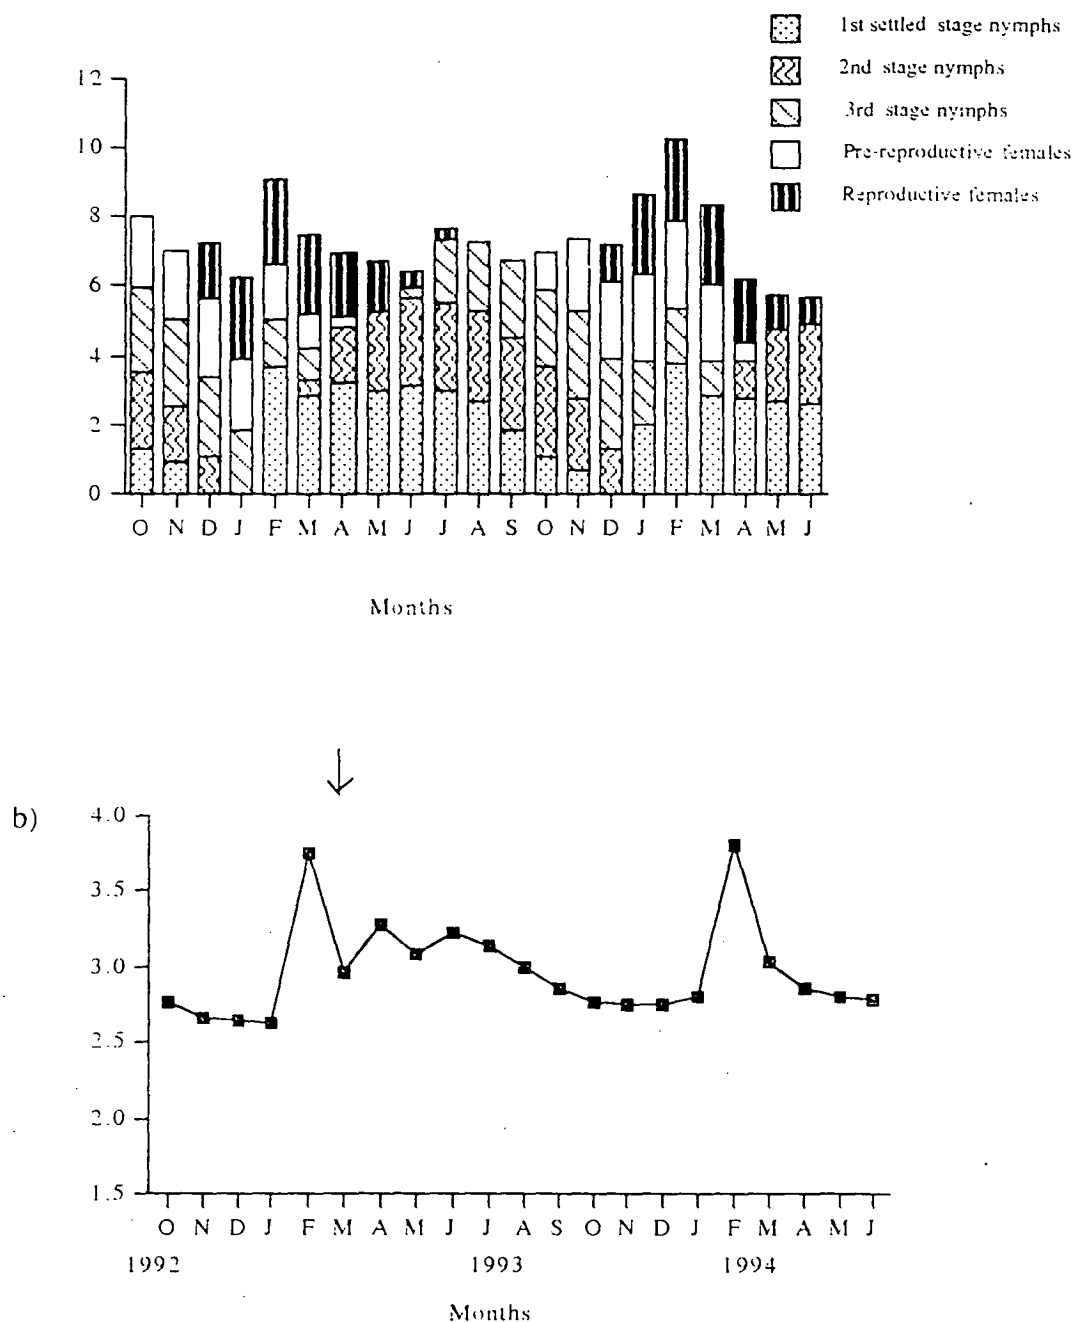 1st settled stage nymphs
2nd stage nymphs
3rd stage nymphs
Pre-reproductive females
Reproductive females
12
10
8
6
4
2
0
O N D J F M A M J J A S O N D J F M A M J
Months
b)
4.0
3.5
3.0
2.5
2.0
1.5
O N D J F M A M J J A S O N D J F M A M J
1992 1993 1994
Months